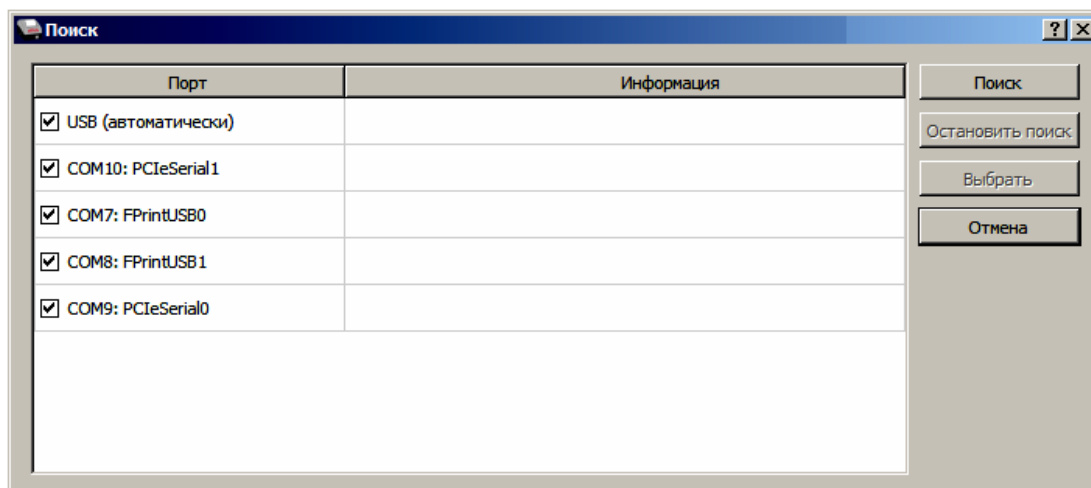 Поиск
Порт Информация
USB (автоматически)
COM10: PCIeSerial1
COM7: FPrintUSB0
COM8: FPrintUSB1
COM9: PCIeSerial0
Поиск
Остановить поиск
Выбрать
Отмена